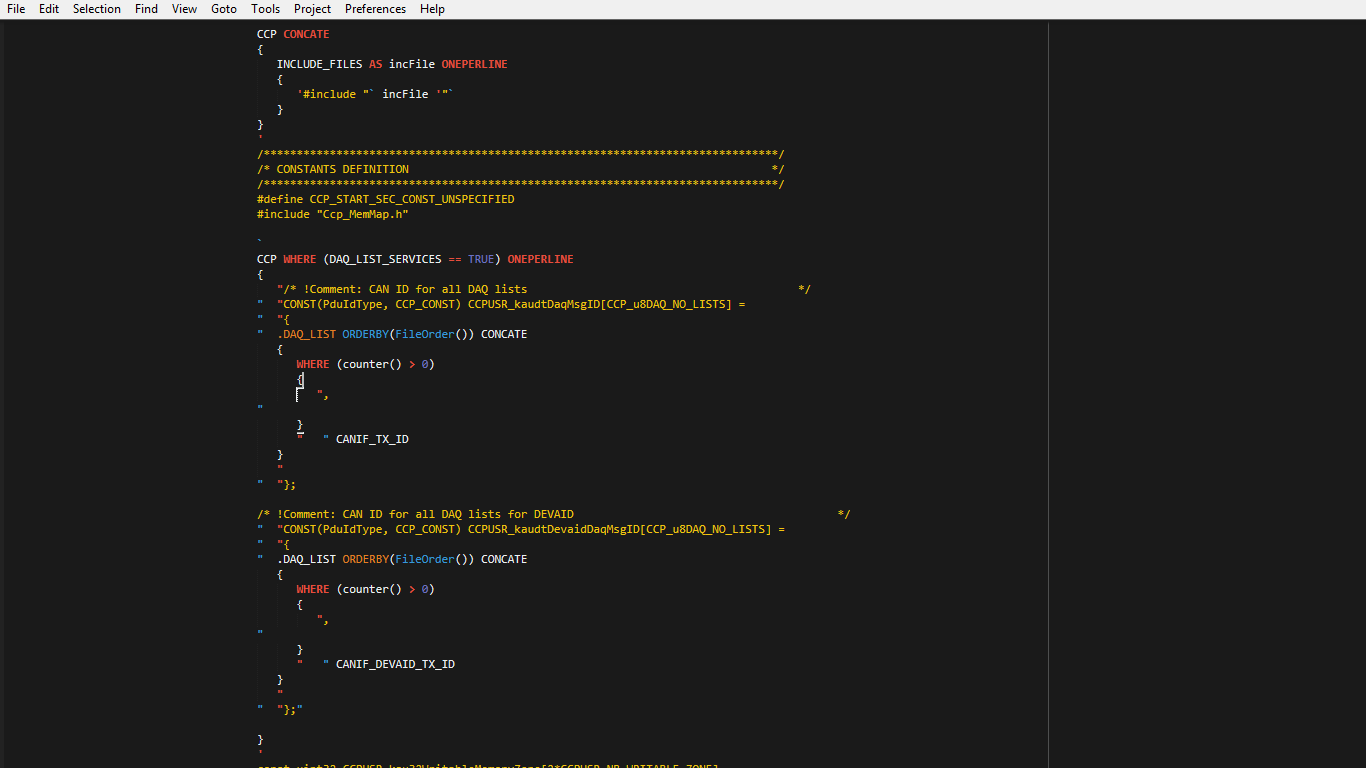 File Edit Selection Find View Goto Tools Project Preferences Help
CCP CONCATE
{
INCLUDE_FILES AS incFile ONEPERLINE
{
'#include "` incFile '"`
}
}
'
/******************************************************************************/
/* CONSTANTS DEFINITION */
/******************************************************************************/
#define CCP_START_SEC_CONST_UNSPECIFIED
#include "Ccp_MemMap.h"
`
CCP WHERE (DAQ_LIST_SERVICES == TRUE) ONEPERLINE
{
"/* !Comment: CAN ID for all DAQ lists */
" "CONST(PduIdType, CCP_CONST) CCPUSR_kaudtDaqMsgID[CCP_u8DAQ_NO_LISTS] =
" "{
" .DAQ_LIST ORDERBY(FileOrder()) CONCATE
{
WHERE (counter() > 0)
{
",
"
}
" " CANIF_TX_ID
}
"
" "};
/* !Comment: CAN ID for all DAQ lists for DEVAID */
" "CONST(PduIdType, CCP_CONST) CCPUSR_kaudtDevaidDaqMsgID[CCP_u8DAQ_NO_LISTS] =
" "{
" .DAQ_LIST ORDERBY(FileOrder()) CONCATE
{
WHERE (counter() > 0)
{
",
"
}
" " CANIF_DEVAID_TX_ID
}
"
" "};"
}
'